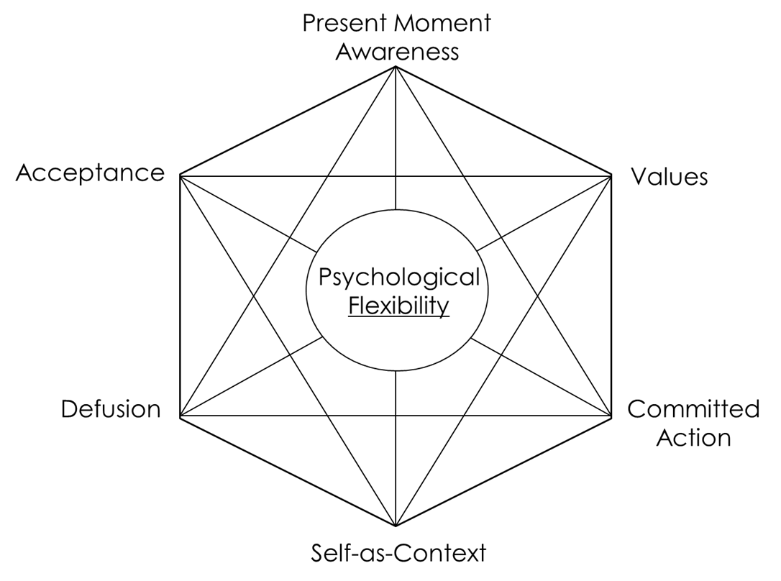 Present Moment
Awareness
Acceptance
Values
Psychological
Flexibility
Defusion
Committed
Action
Self-as-Context